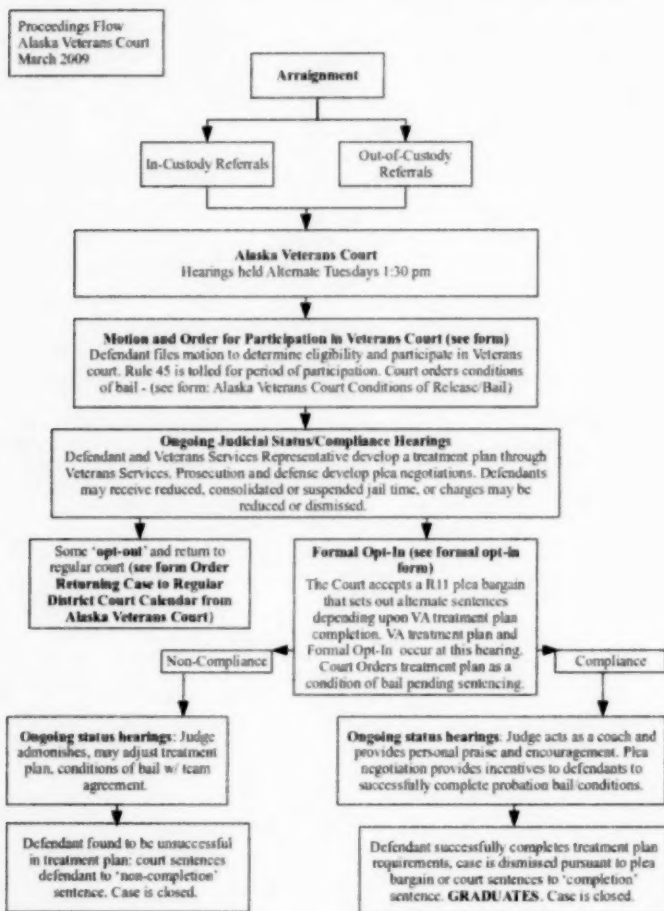 Proceedings Flow
Alaska Veterans Court
March 2009
Arraignment
In-Custody Referrals
Out-of-Custody
Referrals
Alaska Veterans Court
Hearings held Alternate Tuesdays 1:30 pm
Motion and Order for Participation in Veterans Court (see form)
Defendant files motion to determine eligibility and participate in Veterans
court. Rule 45 is tolled for period of participation. Court orders conditions
of bail - (see form: Alaska Veterans Court Conditions of Release/Bail)
Ongoing Judicial Status/Compliance Hearings
Defendant and Veterans Services Representative develop a treatment plan through
Veterans Services. Prosecution and defense develop plea negotiations. Defendants
may receive reduced, consolidated or suspended jail time, or charges may be
reduced or dismissed.
Some 'opt-out' and return to
regular court (see form Order
Returning Case to Regular
District Court Calendar from
Alaska Veterans Court)
Formal Opt-In (see formal opt-in
form)
The Court accepts a R11 plea bargain
that sets out alternate sentences
depending upon VA treatment plan
completion. VA treatment plan and
Formal Opt-In occur at this hearing.
Court Orders treatment plan as a
condition of bail pending sentencing.
Non-Compliance
Compliance
Ongoing status hearings: Judge
admonishes, may adjust treatment
plan, conditions of bail w/ team
agreement.
Ongoing status hearings: Judge acts as a coach and
provides personal praise and encouragement. Plea
negotiation provides incentives to defendants to
successfully complete probation bail/conditions.
Defendant found to be unsuccessful
in treatment plan: court sentences
defendant to 'non-completion'
sentence. Case is closed.
Defendant successfully completes treatment plan
requirements, case is dismissed pursuant to plea
bargain or court sentences to 'completion'
sentence. GRADUATES. Case is closed.